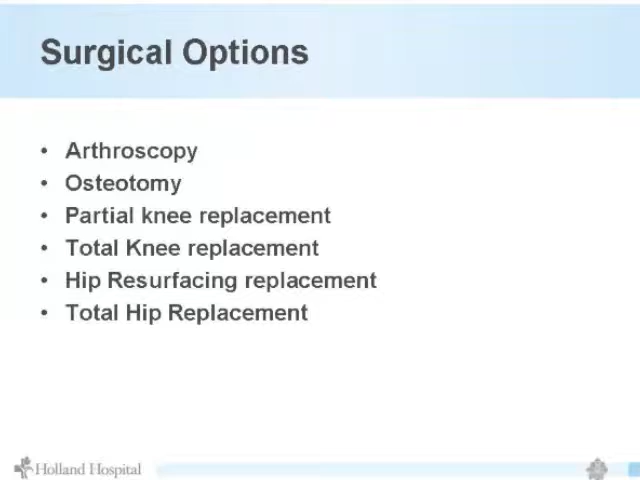 Surgical Options
• Arthroscopy
• Osteotomy
• Partial knee replacement
• Total Knee replacement
• Hip Resurfacing replacement
• Total Hip Replacement
Holland Hospital